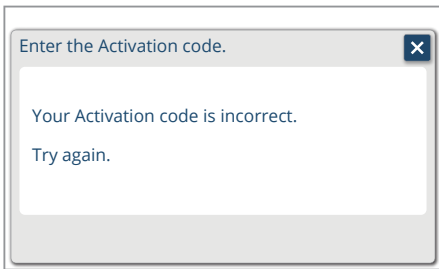 Enter the Activation code.
Your Activation code is incorrect.
Try again.